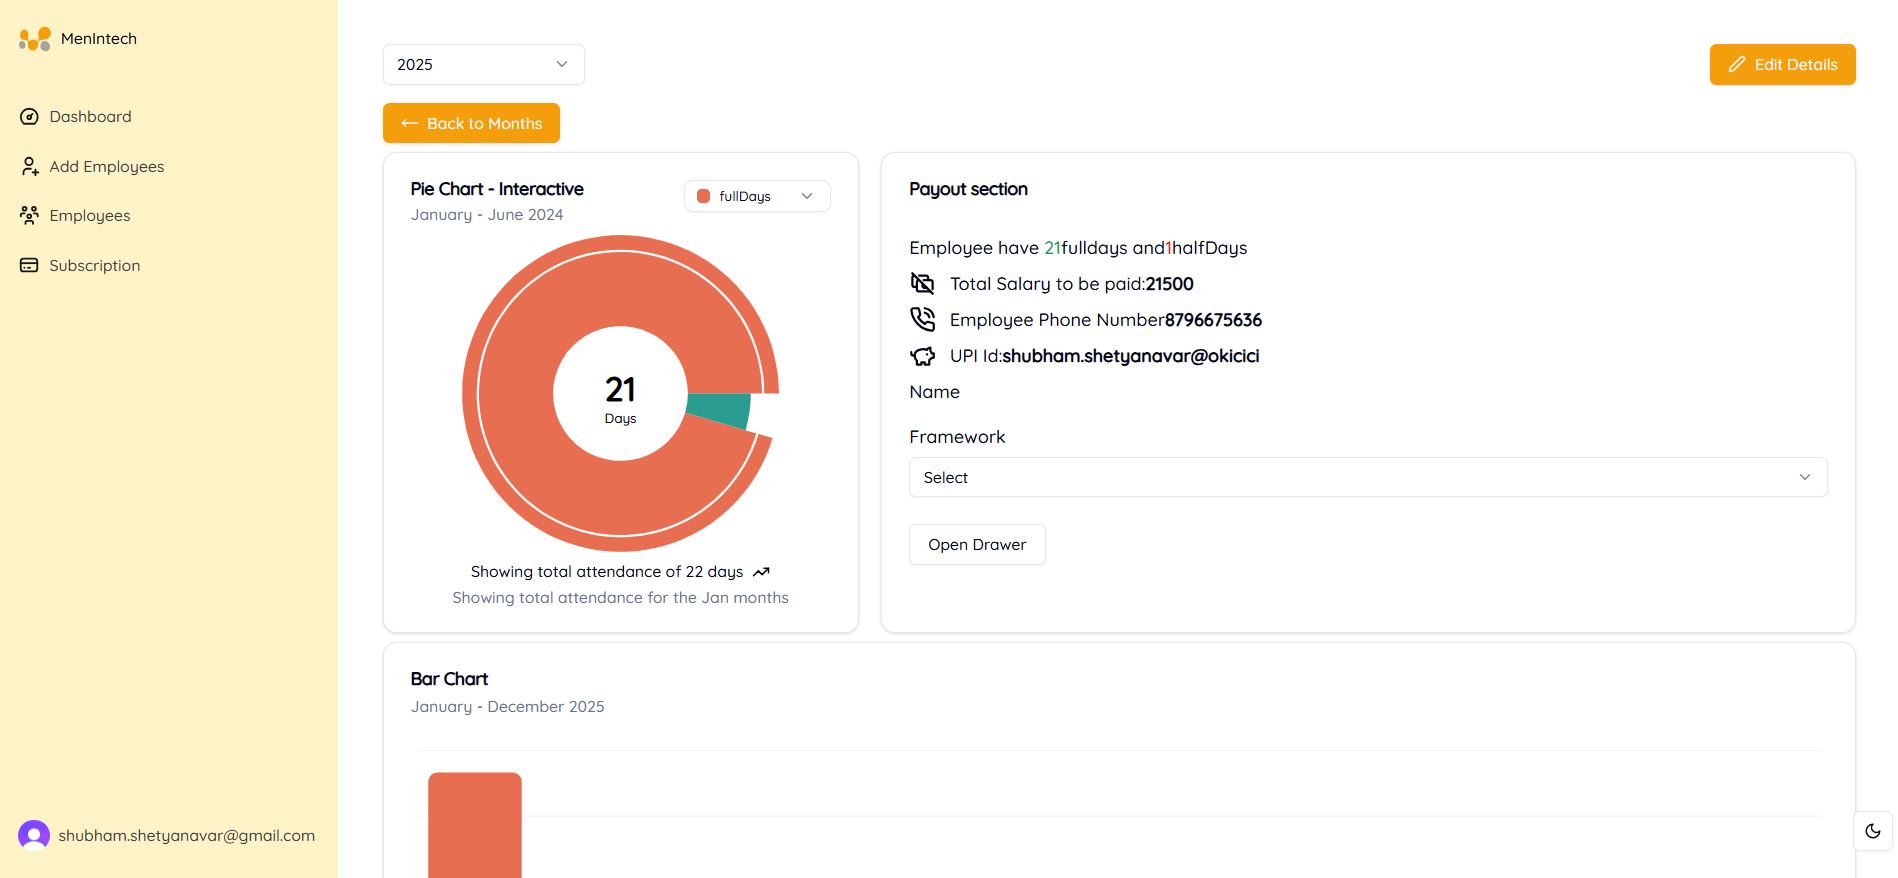 MenIntech
Dashboard
Add Employees
Employees
Subscription
shubham.shetyanavar@gmail.com
2025
Edit Details
Back to Months
Pie Chart - Interactive
January - June 2024
fullDays
21
Days
Showing total attendance of 22 days
Showing total attendance for the Jan months
Payout section
Employee have 21fulldays and1halfDays
Total Salary to be paid:21500
Employee Phone Number8796675636
UPI Id:shubham.shetyanavar@okicici
Name
Framework
Select
Open Drawer
Bar Chart
January - December 2025